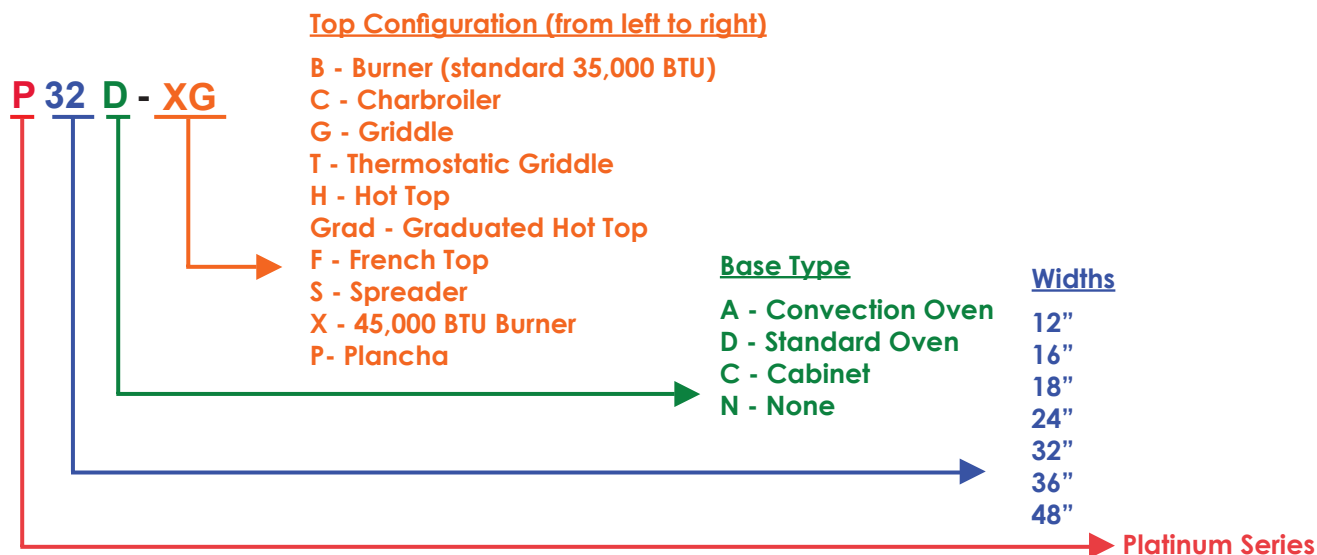 Top Configuration (from left to right)
B - Burner (standard 35,000 BTU)
C - Charbroiler
G - Griddle
T - Thermostatic Griddle
H - Hot Top
Grad - Graduated Hot Top
F - French Top
S - Spreader
X - 45,000 BTU Burner
P- Plancha
P 32 D - XG
Base Type
A - Convection Oven
D - Standard Oven
C - Cabinet
N - None
Widths
12”
16”
18”
24”
32”
36”
48”
Platinum Series